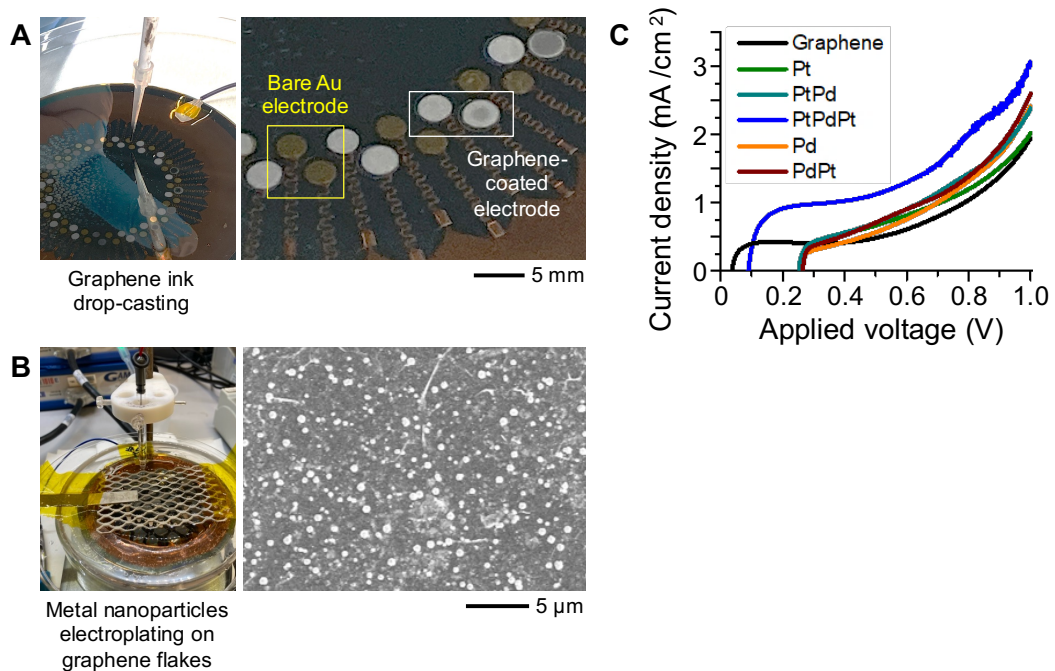 A
Bare Au
electrode
Graphene-
coated
electrode
Graphene ink
drop-casting
5 mm
B
Metal nanoparticles
electroplating on
graphene flakes
5 µm
C
Graphene
Pt
PtPd
PtPdPt
Pd
PdPt
Current density (mA /cm ²)
3
2
1
0
0 0.2 0.4 0.6 0.8 1.0
Applied voltage (V)